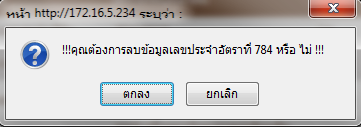 หน้า http://172.16.5.234 ระบุว่า :
!!!คุณต้องการลบข้อมูลเลขประจำอัตราที่ 784 หรือ ไม่ !!!
ตกลง ยกเลิก